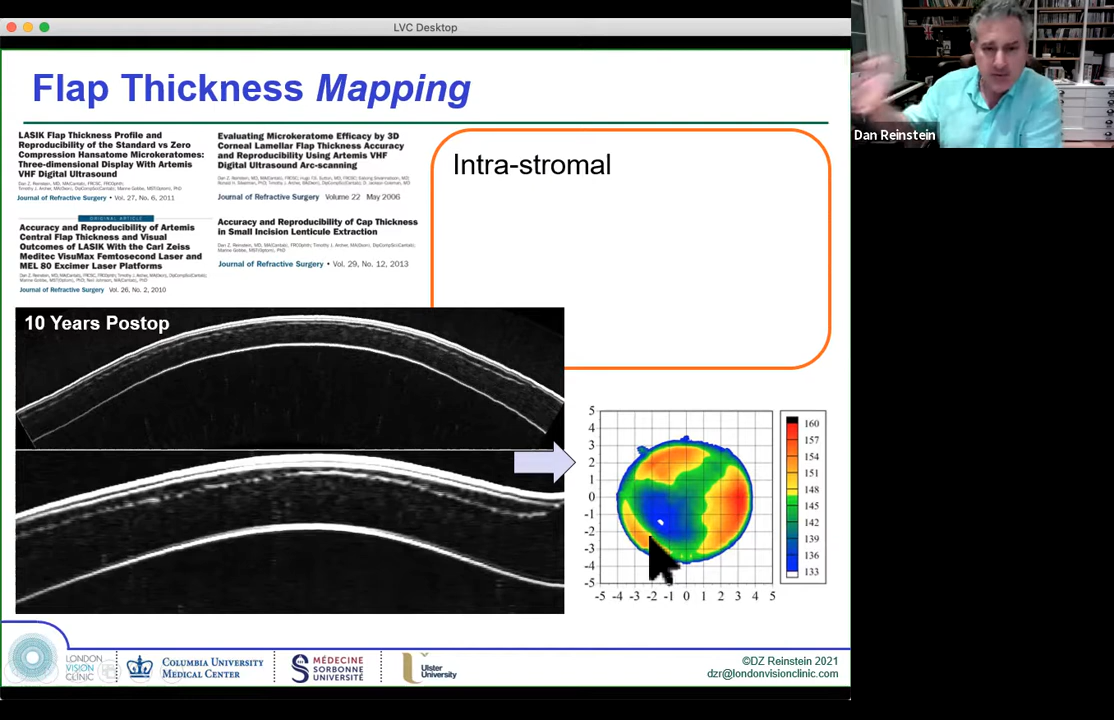 LVC Desktop
Flap Thickness Mapping
LASIK Flap Thickness Profile and
Reproducibility of the Standard vs Zero
Compression Hansatome Microkeratomes:
Three-dimensional Display With Artemis
VHF Digital Ultrasound
Journal of Refractive Surgery • Vol. 27, No. 6, 2011
Evaluating Microkeratome Efficacy by 3D
Corneal Lamellar Flap Thickness Accuracy
and Reproducibility Using Artemis VHF
Digital Ultrasound Arc-scanning
Journal of Refractive Surgery Volume 22 May 2006
ORIGINAL ARTICLE
Accuracy and Reproducibility of Artemis
Central Flap Thickness and Visual
Outcomes of LASIK With the Carl Zeiss
Meditec VisuMax Femtosecond Laser and
MEL 80 Excimer Laser Platforms
Journal of Refractive Surgery Vol. 26, No. 2, 2010
Accuracy and Reproducibility of Cap Thickness
in Small Incision Lenticule Extraction
Journal of Refractive Surgery • Vol. 29, No. 12, 2013
Intra-stromal
10 Years Postop
5
4
3
2
1
0
-1
-2
-3
-4
-5
-5 -4 -3 -2 -1 0 1 2 3 4 5
160
157
154
151
148
145
142
139
136
133
LONDON
VISION
CLINIC
COLUMBIA UNIVERSITY
MEDICAL CENTER
MÉDECINE
SORBONNE
UNIVERSITÉ
Ulster
University
©DZ Reinstein 2021
dzr@londonvisionclinic.com
Dan Reinstein